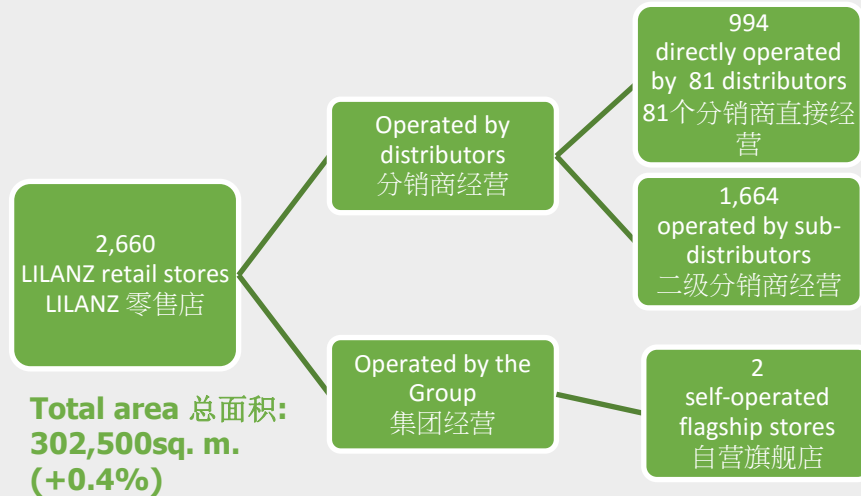 2,660
LILANZ retail stores
LILANZ 零售店
Total area 总面积:
302,500sq. m.
(+0.4%)
Operated by
distributors
分销商经营
994
directly operated
by 81 distributors
81个分销商直接经
营
1,664
operated by sub-
distributors
二级分销商经营
Operated by the
Group
集团经营
2
self-operated
flagship stores
自营旗舰店